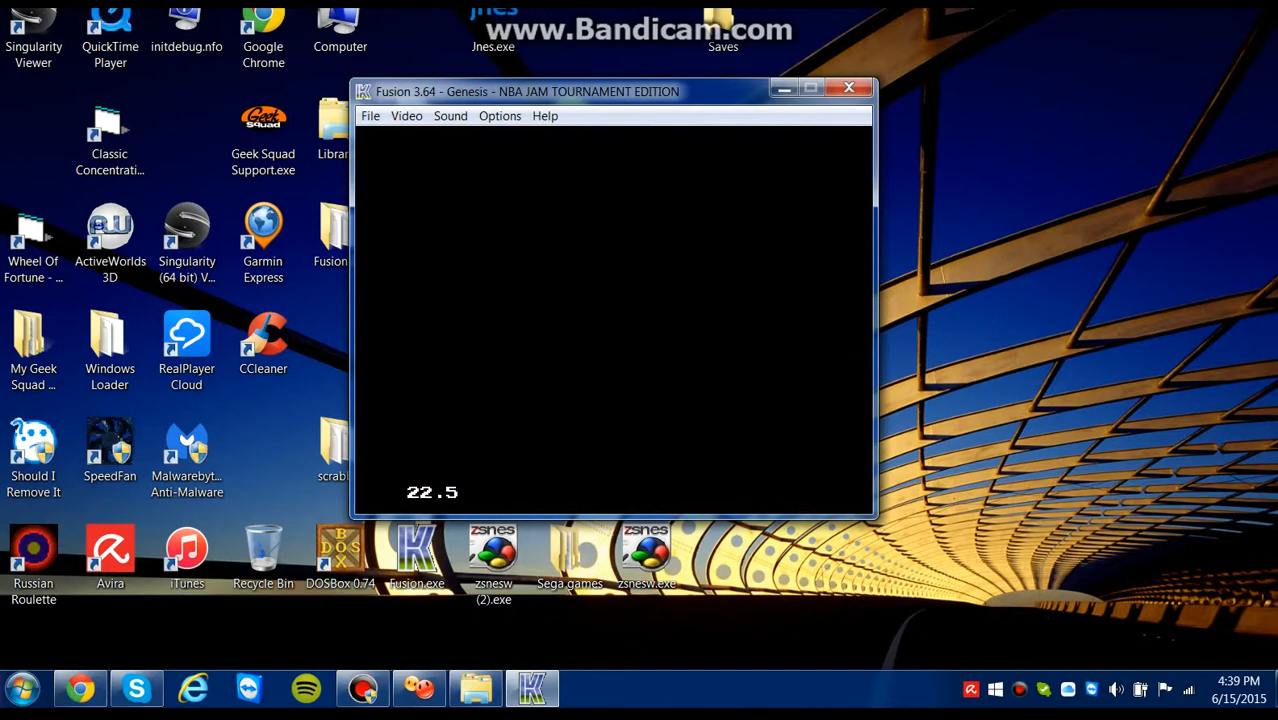 Jnes
www.Bandicam.com
Singularity
Viewer
QuickTime
Player
initdebug.nfo
Google
Chrome
Computer
Jnes.exe
Saves
Fusion 3.64 - Genesis - NBA JAM TOURNAMENT EDITION
File Video Sound Options Help
Classic
Concentrati...
Geek
Squad
Geek Squad
Support.exe
Librar
Wheel Of
Fortune - ...
ActiveWorlds
3D
Singularity
(64 bit) V...
Garmin
Express
Fusion
My Geek
Squad ...
Windows
Loader
RealPlayer
Cloud
CCleaner
Should I
Remove It
SpeedFan
Malwareby t...
Anti-Malware
scrabl
22.5
Russian
Roulette
Avira
iTunes
Recycle Bin
DOSBox 0.74
Fusion.exe
zsnes
zsnesw
(2).exe
Sega games
zsnes
zsnesw.exe
4:39 PM
6/15/2015